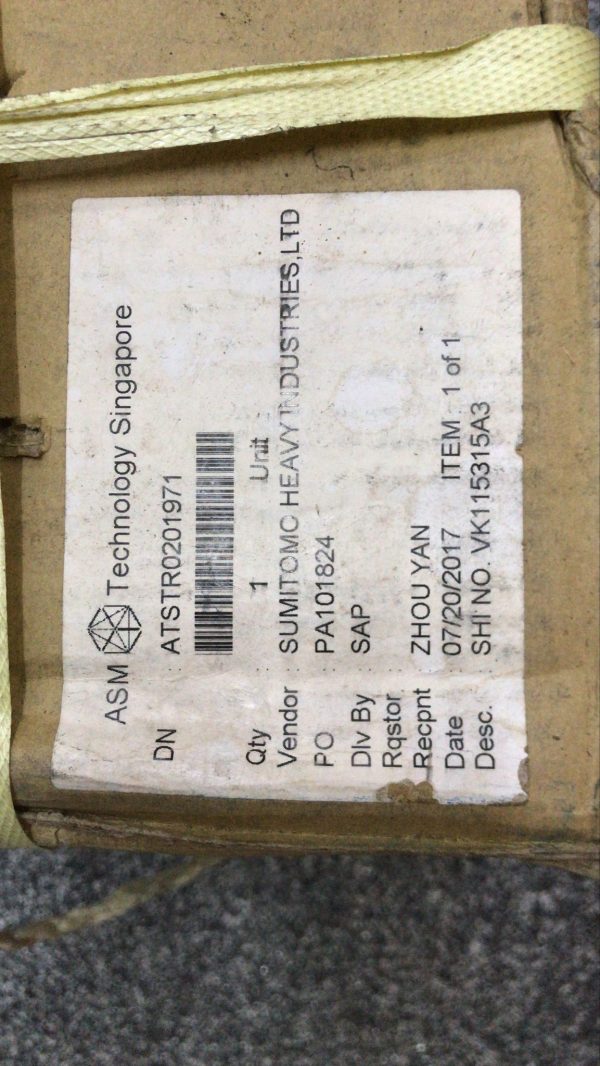 ASM Technology Singapore
DN : ATSTR0201971
Qty : 1 Unit
Vendor : SUMITOMO HEAVY INDUSTRIES,LTD
PO : PA101824
Dlv By : SAP
Rqstor :
Recpnt : ZHOU YAN
Date : 07/20/2017 ITEM : 1 of 1
Desc. : SHI NO. VK115315A3